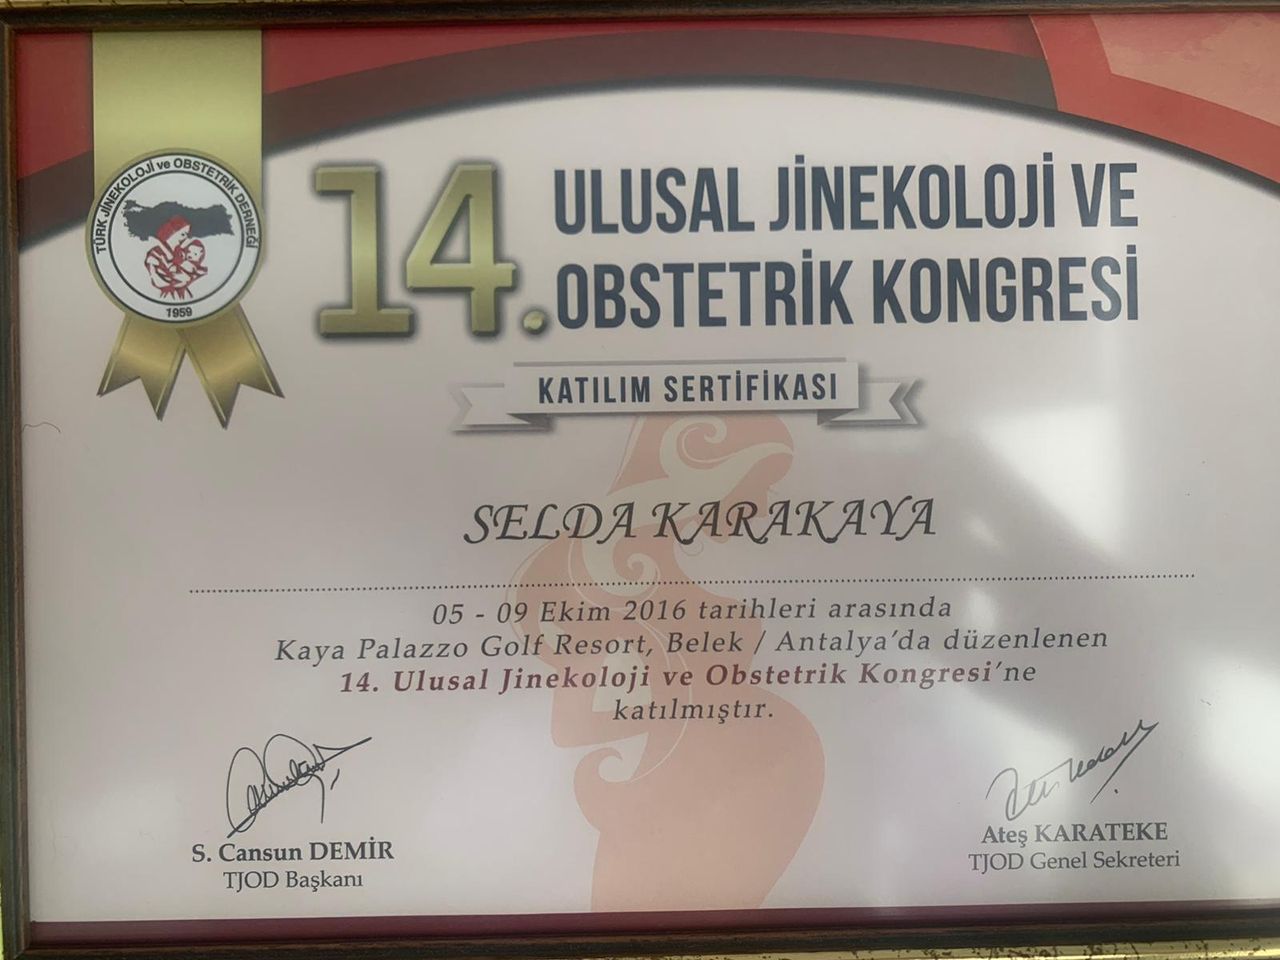 TÜRK JİNEKOLOJİ ve OBSTETRİK DERNEĞİ
1959
14. ULUSAL JİNEKOLOJİ VE
OBSTETRİK KONGRESİ
KATILIM SERTİFİKASI
SELDA KARAKAYA
05 - 09 Ekim 2016 tarihleri arasında
Kaya Palazzo Golf Resort, Belek / Antalya’da düzenlenen
14. Ulusal Jinekoloji ve Obstetrik Kongresi’ne
katılmıştır.
S. Cansun DEMİR
TJOD Başkanı
Ateş KARATEKE
TJOD Genel Sekreteri